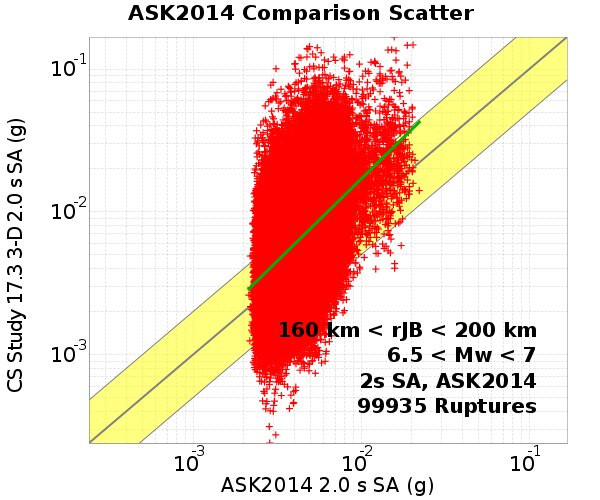 ASK2014 Comparison Scatter
CS Study 17.3 3-D 2.0 s SA (g)
10-1
10-2
10-3
160 km < rJB < 200 km
6.5 < Mw < 7
2s SA, ASK2014
99935 Ruptures
10-3
10-2
10-1
ASK2014 2.0 s SA (g)